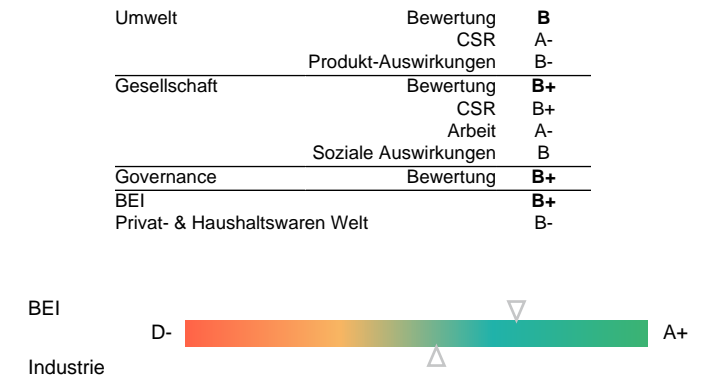 Umwelt Bewertung B
CSR A-
Produkt-Auswirkungen B-
Gesellschaft Bewertung B+
CSR B+
Arbeit A-
Soziale Auswirkungen B
Governance Bewertung B+
BEI B+
Privat- & Haushaltswaren Welt B-
BEI
D- A+
Industrie